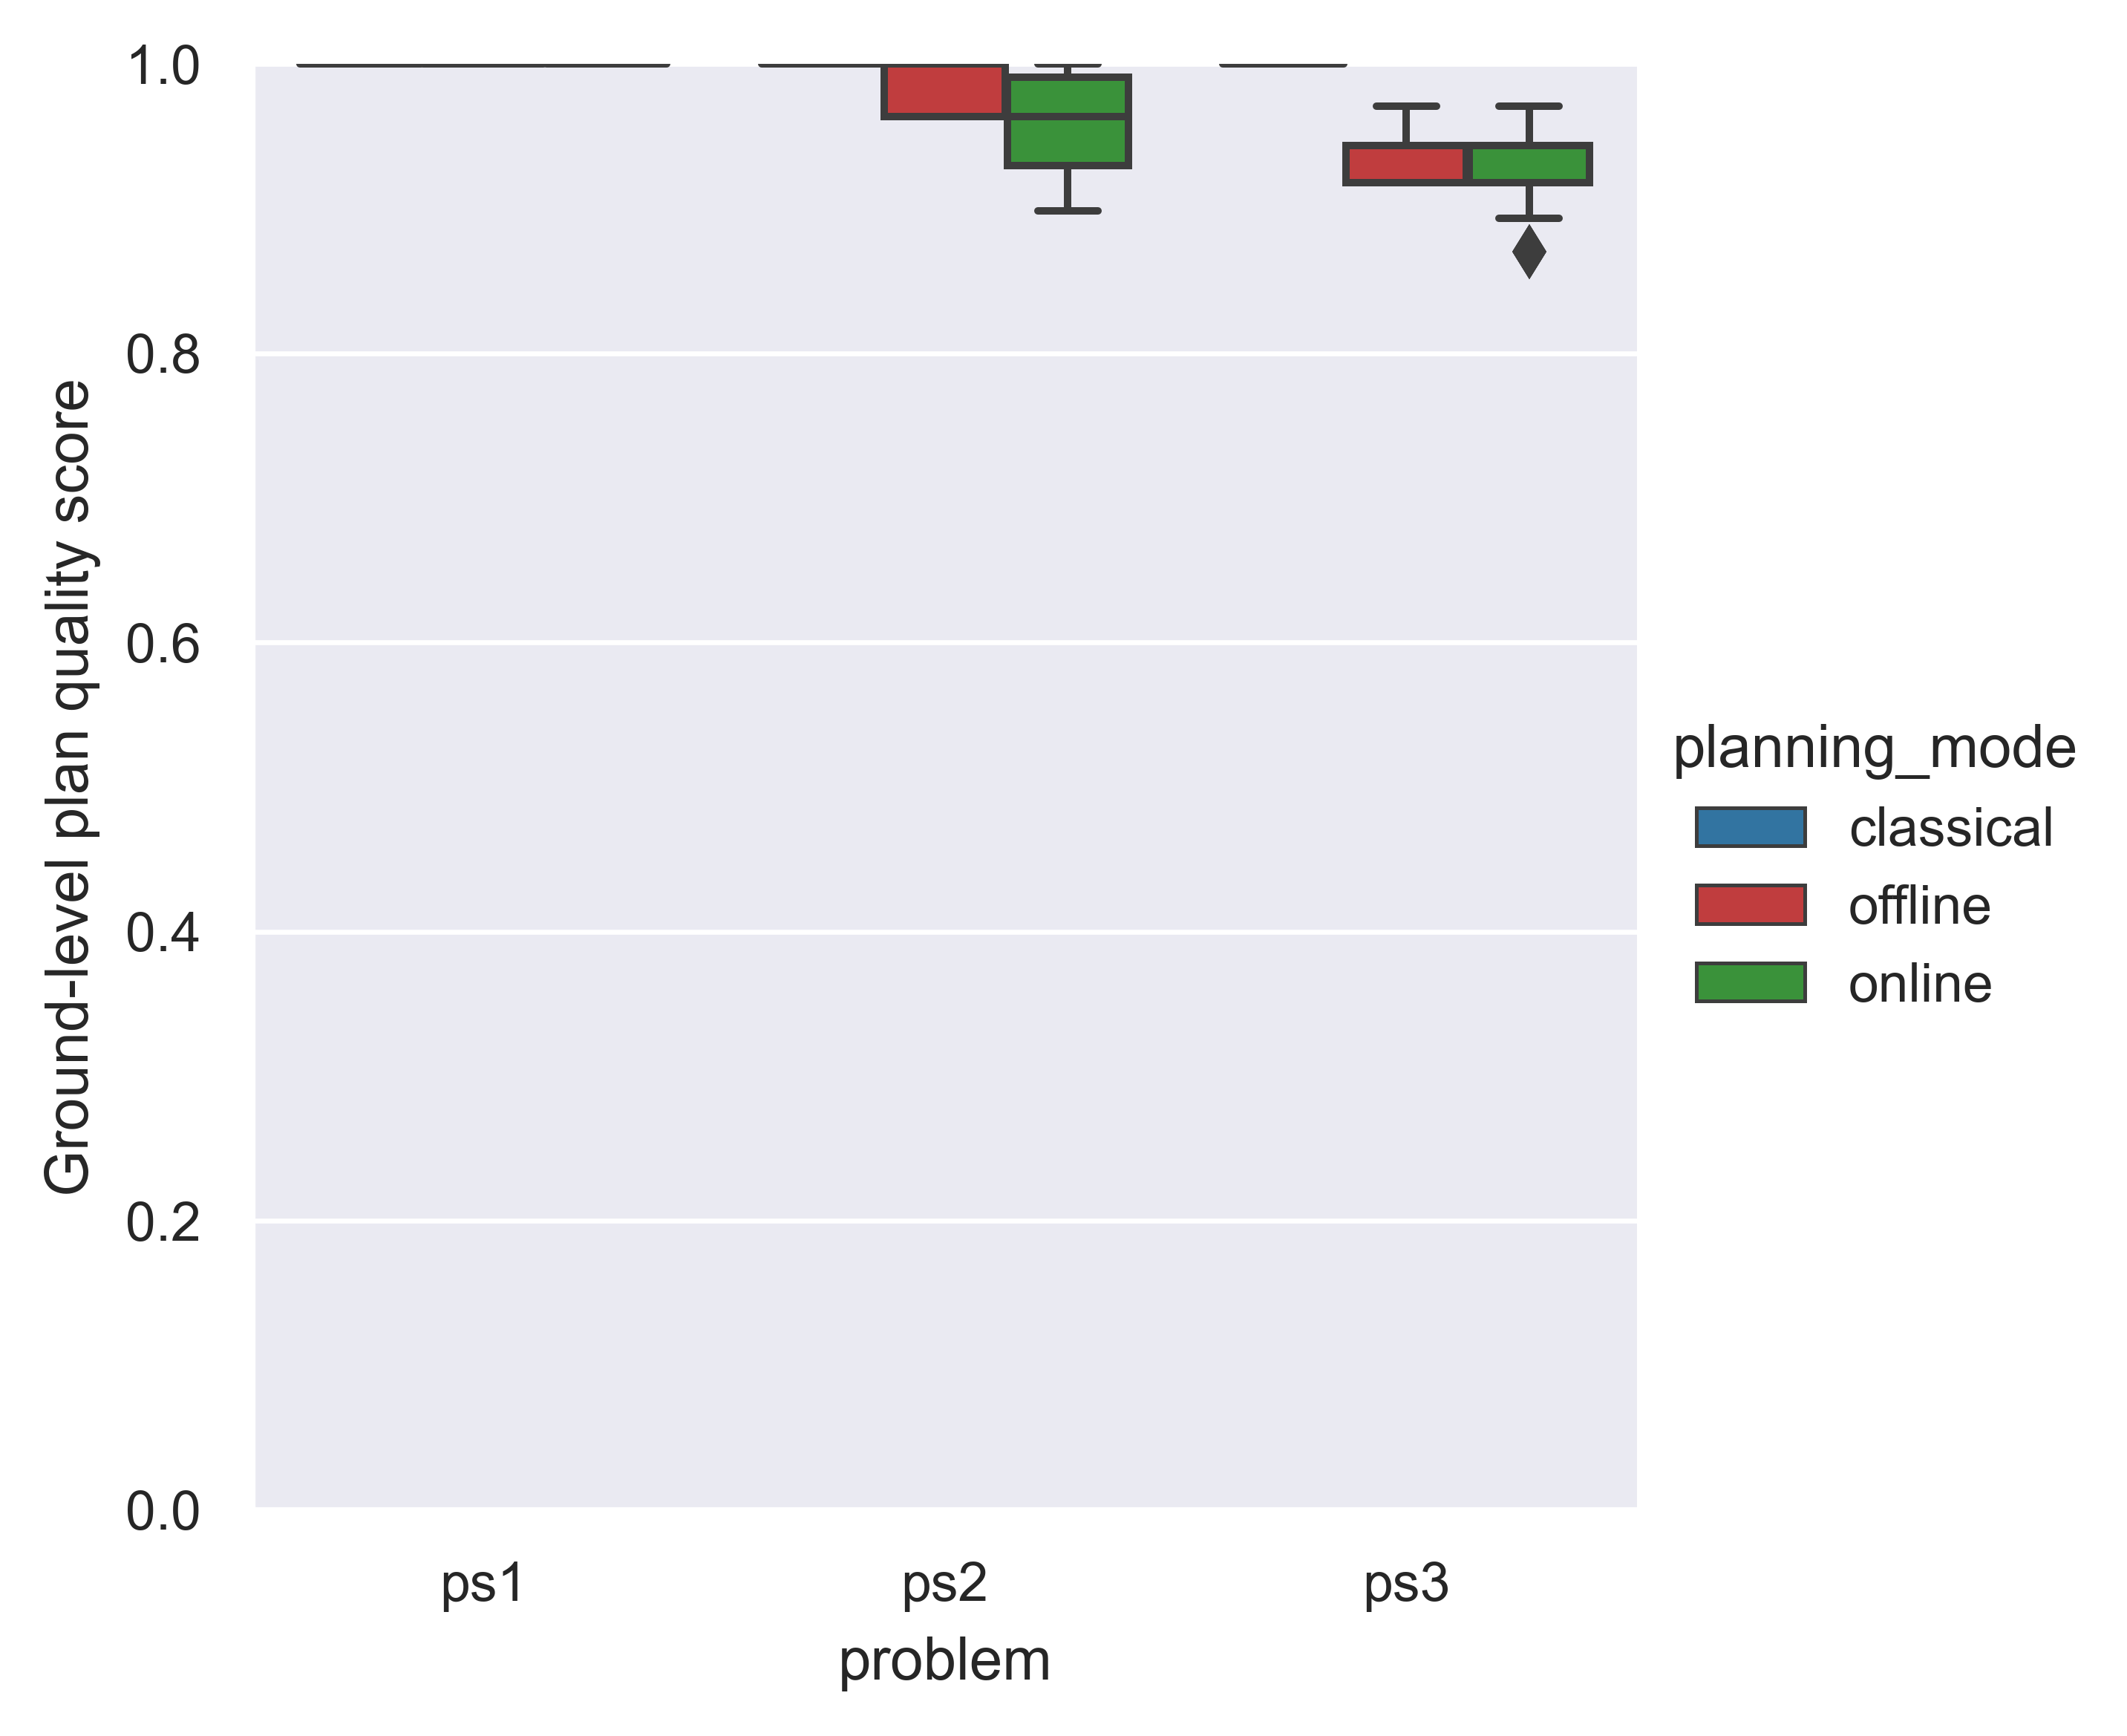 Ground-level plan quality score
1.0
0.8
0.6
0.4
0.2
0.0
ps1 ps2 ps3
problem
planning_mode
classical
offline
online